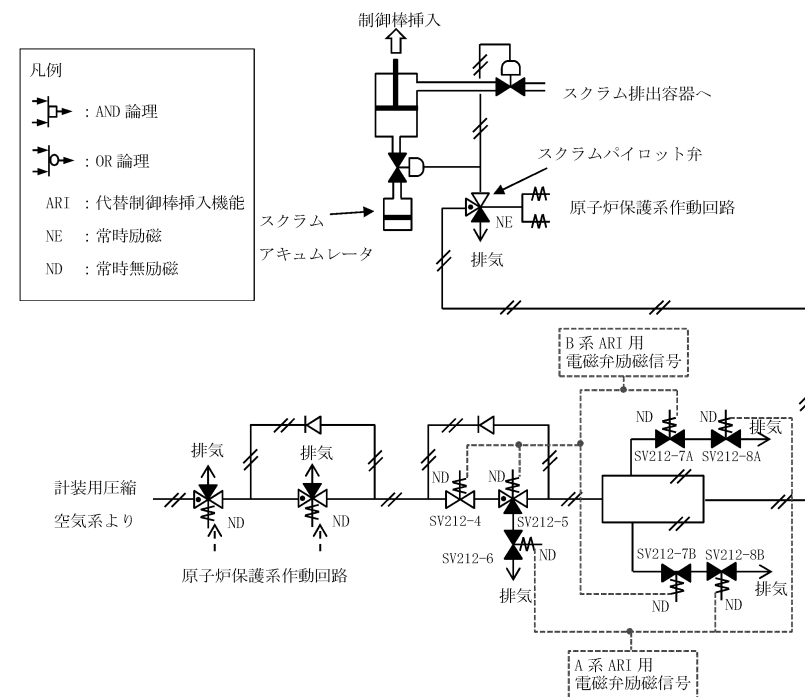 制御棒挿入
凡例
：AND 論理
：OR 論理
ARI ：代替制御棒挿入機能
NE ：常時励磁
ND ：常時無励磁
スクラム排出容器へ
スクラムパイロット弁
原子炉保護系作動回路
NE
排気
スクラム
アキュムレータ
B 系 ARI 用
電磁弁励磁信号
ND
ND
排気
SV212-7A
SV212-8A
排気
排気
ND
ND
計装用圧縮
空気系より
ND
ND
SV212-4
SV212-5
SV212-6
ND
排気
原子炉保護系作動回路
SV212-7B
SV212-8B
ND
ND
排気
A 系 ARI 用
電磁弁励磁信号